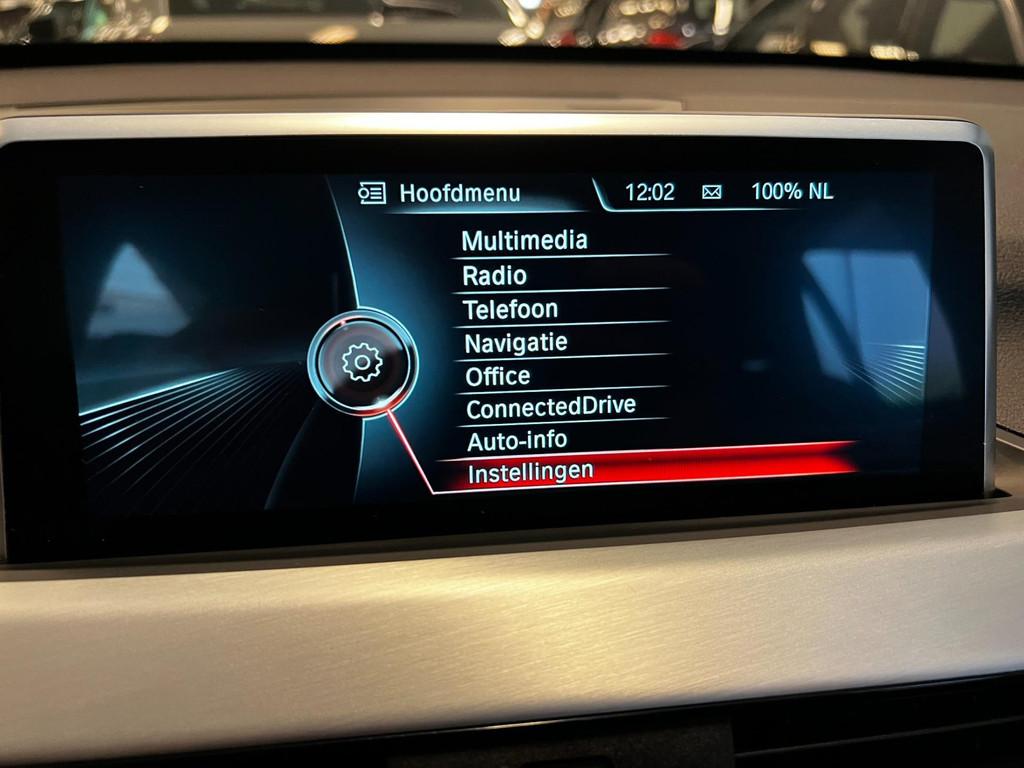 Hoofdmenu 12:02 100% NL
Multimedia
Radio
Telefoon
Navigatie
Office
ConnectedDrive
Auto-info
Instellingen